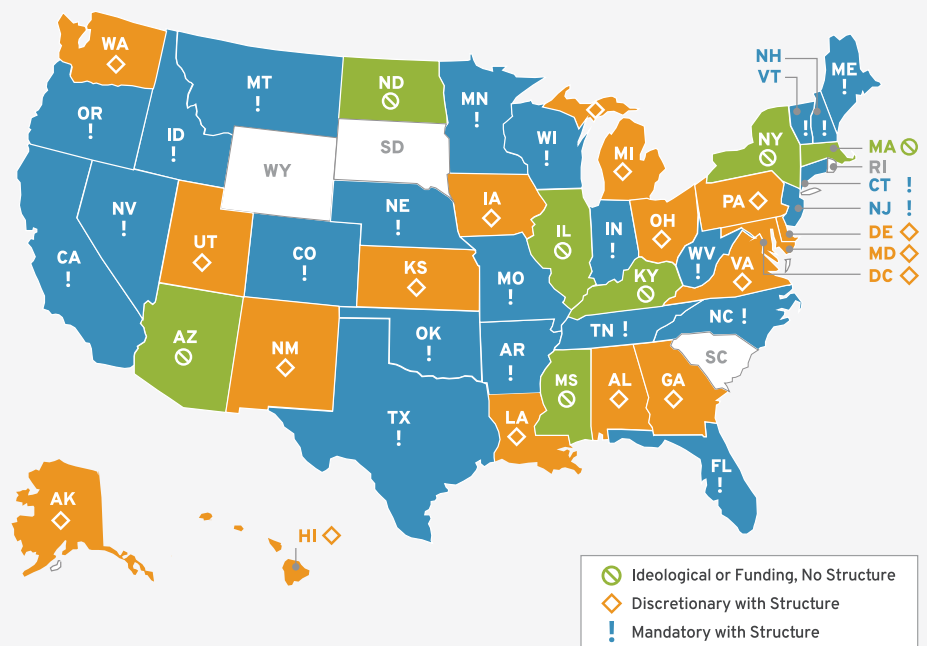 WA
MT
!
ND
MN
!
OR
!
ID
!
WY
SD
WI
!
MI
NH
VT
!
!
ME
!
NY
MA
RI
CT !
NJ !
DE
MD
DC
NV
!
UT
CO
!
NE
!
IA
IL
IN
!
OH
PA
CA
!
KS
MO
!
KY
WV
!
VA
AZ
NM
OK
!
AR
!
TN !
NC !
SC
TX
!
LA
MS
AL
GA
FL
!
AK
HI
Ideological or Funding, No Structure
Discretionary with Structure
! Mandatory with Structure